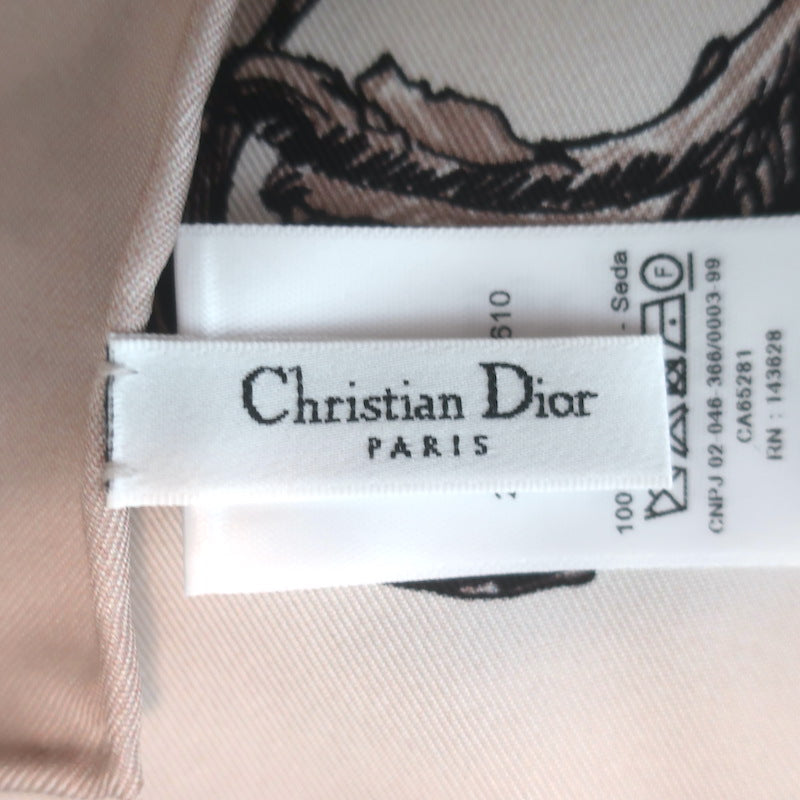 Christian Dior
PARIS
610
100 - Seda
F
CNPJ 02 046 366/0003-99
CA65281
RN : 143628